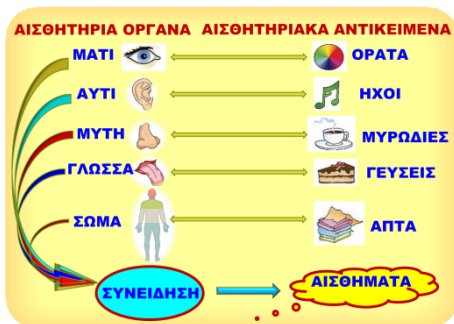 ΑΙΣΘΗΤΗΡΙΑ ΟΡΓΑΝΑ ΑΙΣΘΗΤΗΡΙΑΚΑ ΑΝΤΙΚΕΙΜΕΝΑ
ΜΑΤΙ ΟΡΑΤΑ
ΑΥΤΙ ΗΧΟΙ
ΜΥΤΗ ΜΥΡΩΔΙΕΣ
ΓΛΩΣΣΑ ΓΕΥΣΕΙΣ
ΣΩΜΑ ΑΠΤΑ
ΣΥΝΕΙΔΗΣΗ ΑΙΣΘΗΜΑΤΑ